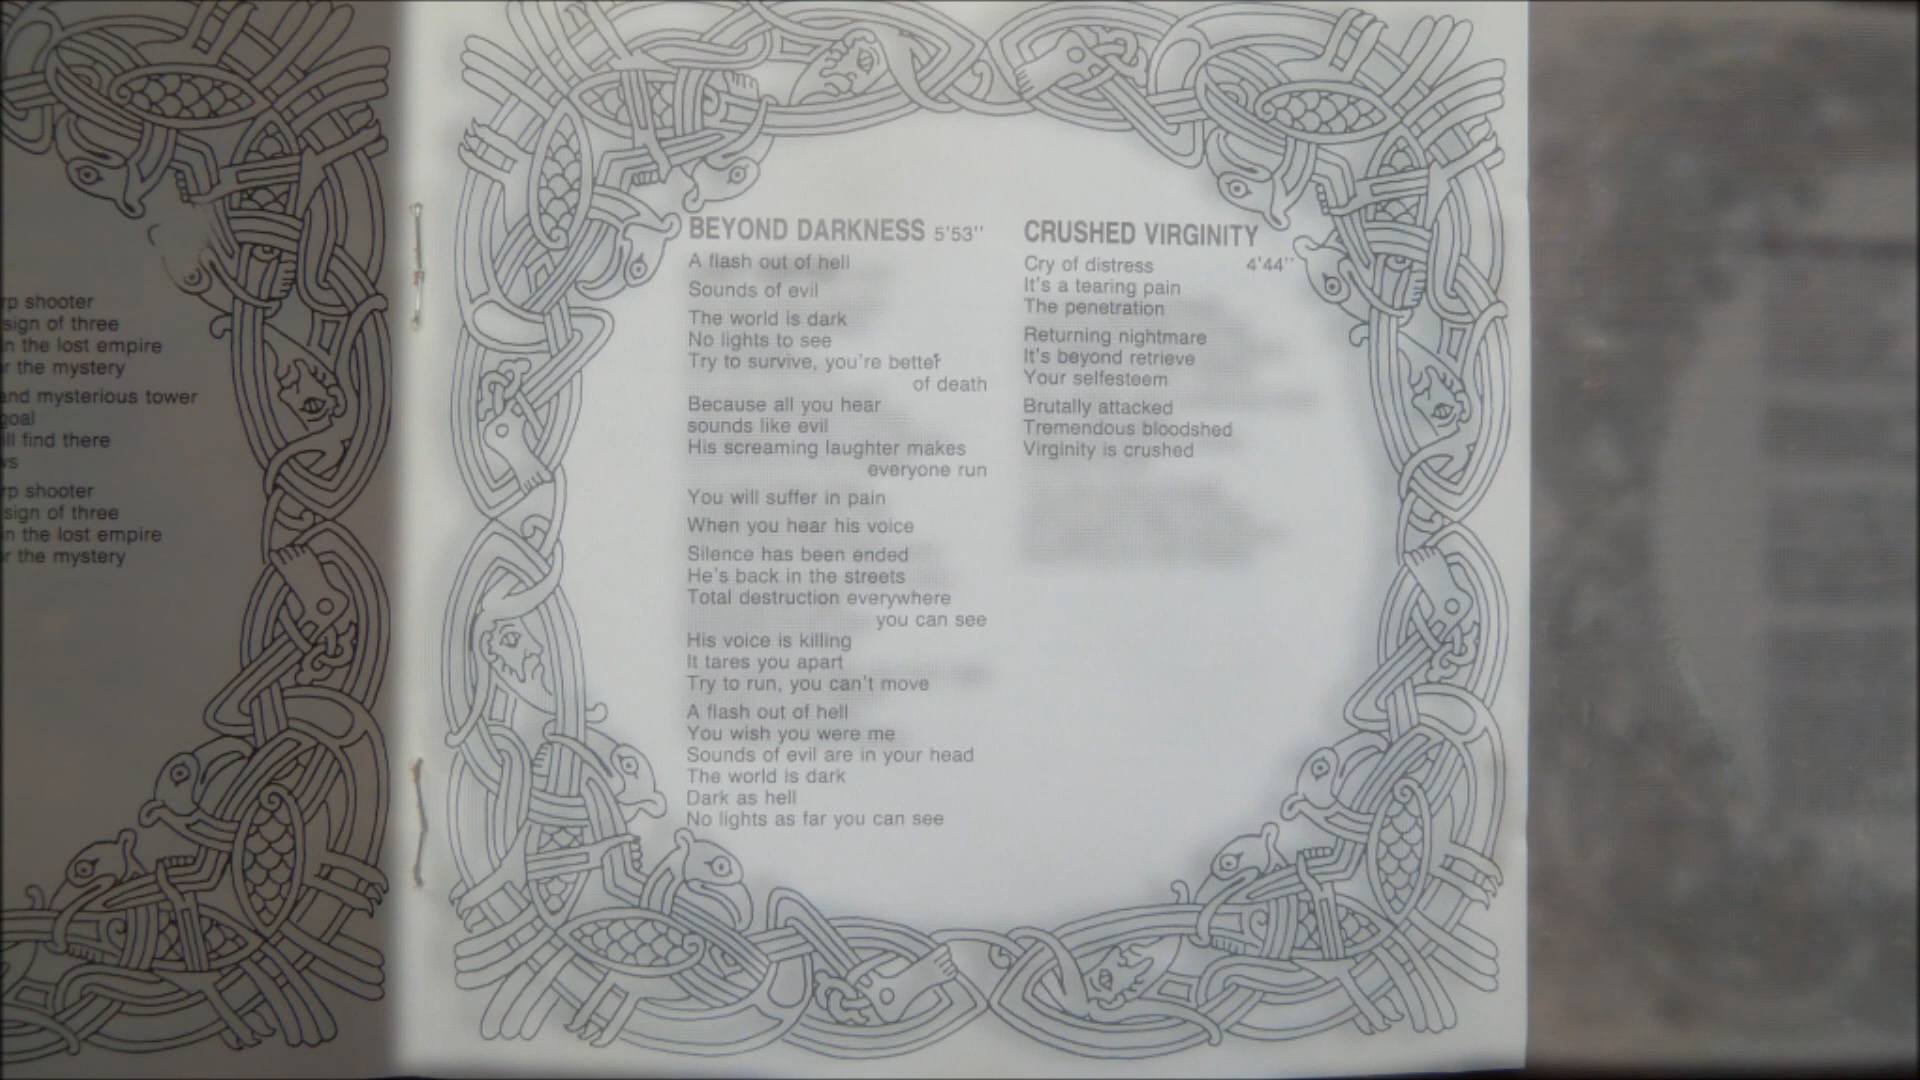 rp shooter
sign of three
in the lost empire
r the mystery
and mysterious tower
goal
ll find there
ws
rp shooter
sign of three
in the lost empire
r the mystery
BEYOND DARKNESS 5'53''
A flash out of hell
Sounds of evil
The world is dark
No lights to see
Try to survive, you're better
of death
Because all you hear
sounds like evil
His screaming laughter makes
everyone run
You will suffer in pain
When you hear his voice
Silence has been ended
He's back in the streets
Total destruction everywhere
you can see
His voice is killing
It tares you apart
Try to run, you can't move
A flash out of hell
You wish you were me
Sounds of evil are in your head
The world is dark
Dark as hell
No lights as far you can see
CRUSHED VIRGINITY
4'44''
Cry of distress
It's a tearing pain
The penetration
Returning nightmare
It's beyond retrieve
Your selfesteem
Brutally attacked
Tremendous bloodshed
Virginity is crushed